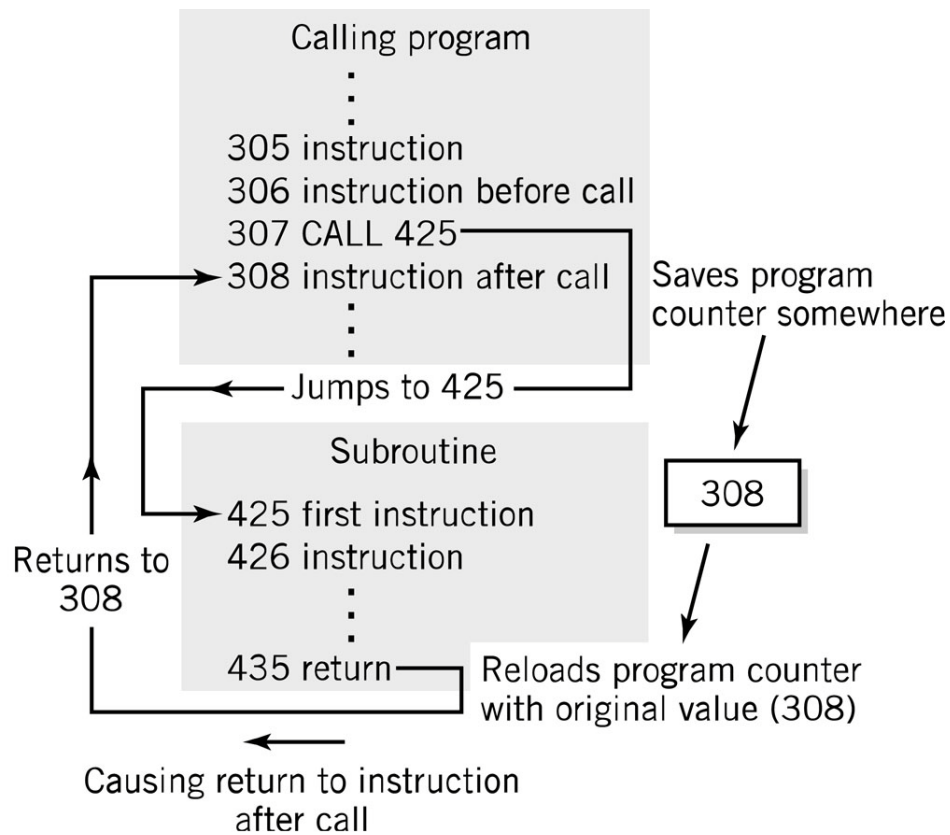 Calling program
305 instruction
306 instruction before call
307 CALL 425
308 instruction after call
Saves program
counter somewhere
Jumps to 425
Subroutine
308
425 first instruction
426 instruction
Returns to
308
435 return
Reloads program counter
with original value (308)
Causing return to instruction
after call